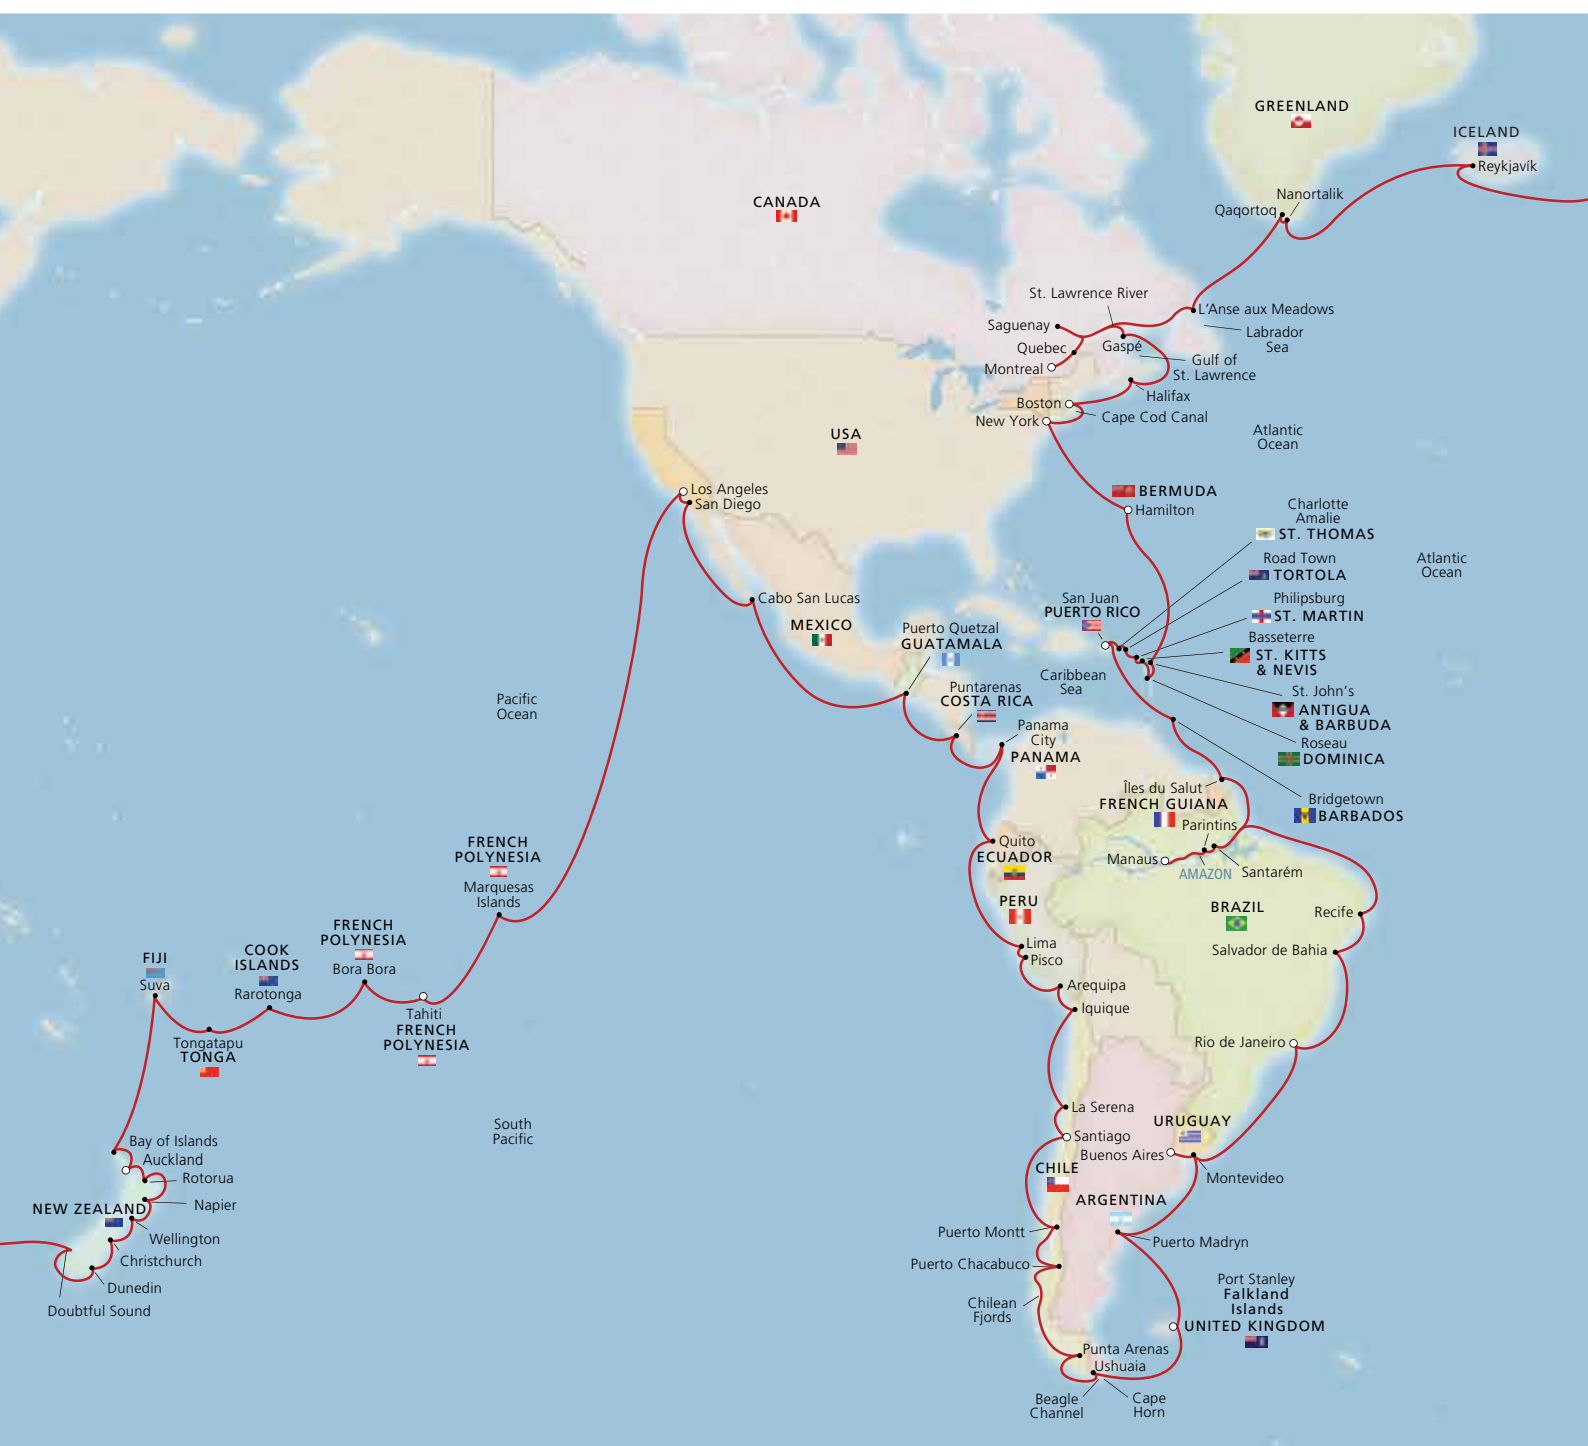 GREENLAND
ICELAND
Reykjavík
Nanortalik
Qaqortoq
CANADA
St. Lawrence River
L'Anse aux Meadows
Saguenay
Labrador
Sea
Quebec
Gaspé
Gulf of
St. Lawrence
Montreal
Halifax
Boston
Cape Cod Canal
New York
Atlantic
Ocean
USA
Los Angeles
San Diego
BERMUDA
Hamilton
Charlotte
Amalie
ST. THOMAS
Road Town
TORTOLA
Atlantic
Ocean
Philipsburg
ST. MARTIN
Basseterre
ST. KITTS
& NEVIS
St. John's
ANTIGUA
& BARBUDA
Roseau
DOMINICA
Bridgetown
BARBADOS
San Juan
PUERTO RICO
Caribbean
Sea
Cabo San Lucas
MEXICO
Puerto Quetzal
GUATAMALA
Puntarenas
COSTA RICA
Panama
City
PANAMA
Pacific
Ocean
Îles du Salut
FRENCH GUIANA
Parintins
Manaus
AMAZON
Santarém
Quito
ECUADOR
PERU
BRAZIL
Recife
Salvador de Bahia
Lima
Pisco
Arequipa
Iquique
Rio de Janeiro
FRENCH
POLYNESIA
Marquesas
Islands
FRENCH
POLYNESIA
Bora Bora
COOK
ISLANDS
Rarotonga
FIJI
Suva
Tahiti
FRENCH
POLYNESIA
Tongatapu
TONGA
South
Pacific
La Serena
Santiago
URUGUAY
Buenos Aires
Montevideo
CHILE
ARGENTINA
Bay of Islands
Auckland
Rotorua
Napier
NEW ZEALAND
Wellington
Christchurch
Dunedin
Doubtful Sound
Puerto Montt
Puerto Madryn
Puerto Chacabuco
Chilean
Fjords
Port Stanley
Falkland
Islands
UNITED KINGDOM
Punta Arenas
Ushuaia
Beagle
Channel
Cape
Horn